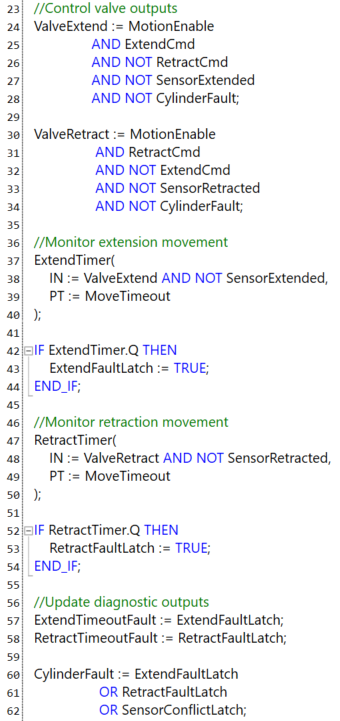 23 //Control valve outputs
24 ValveExtend := MotionEnable
25 AND ExtendCmd
26 AND NOT RetractCmd
27 AND NOT SensorExtended
28 AND NOT CylinderFault;
29
30 ValveRetract := MotionEnable
31 AND RetractCmd
32 AND NOT ExtendCmd
33 AND NOT SensorRetracted
34 AND NOT CylinderFault;
35
36 //Monitor extension movement
37 ExtendTimer(
38 IN := ValveExtend AND NOT SensorExtended,
39 PT := MoveTimeout
40 );
41
42 IF ExtendTimer.Q THEN
43 ExtendFaultLatch := TRUE;
44 END_IF;
45
46 //Monitor retraction movement
47 RetractTimer(
48 IN := ValveRetract AND NOT SensorRetracted,
49 PT := MoveTimeout
50 );
51
52 IF RetractTimer.Q THEN
53 RetractFaultLatch := TRUE;
54 END_IF;
55
56 //Update diagnostic outputs
57 ExtendTimeoutFault := ExtendFaultLatch;
58 RetractTimeoutFault := RetractFaultLatch;
59
60 CylinderFault := ExtendFaultLatch
61 OR RetractFaultLatch
62 OR SensorConflictLatch;